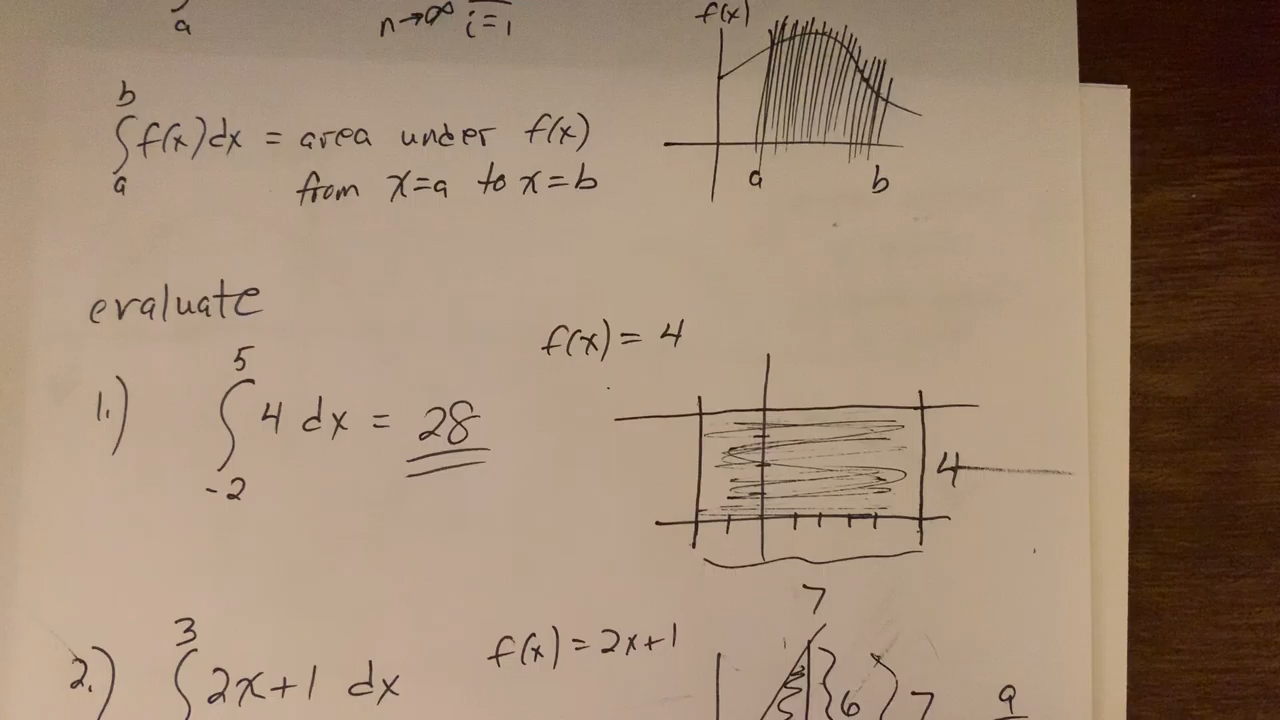 a n→∞ i=1
f(x)
b
∫ f(x)dx = area under f(x)
a
from x=a to x=b
a b
evaluate
f(x) = 4
5
1.) ∫ 4 dx = 28
-2
4
7
3
2.) ∫ 2x+1 dx
f(x) = 2x+1
6 7 9